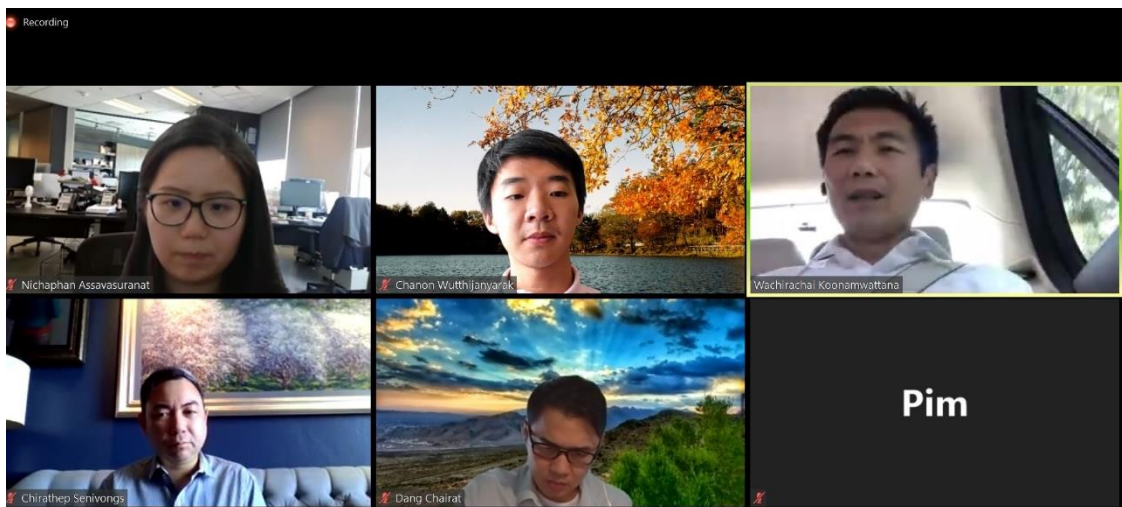 Recording
Nichaphan Assavasuranat
Chanon Wutthijanyarak
Wachirachai Koonamwattana
Chirathep Senivongs
Dang Chairat
Pim